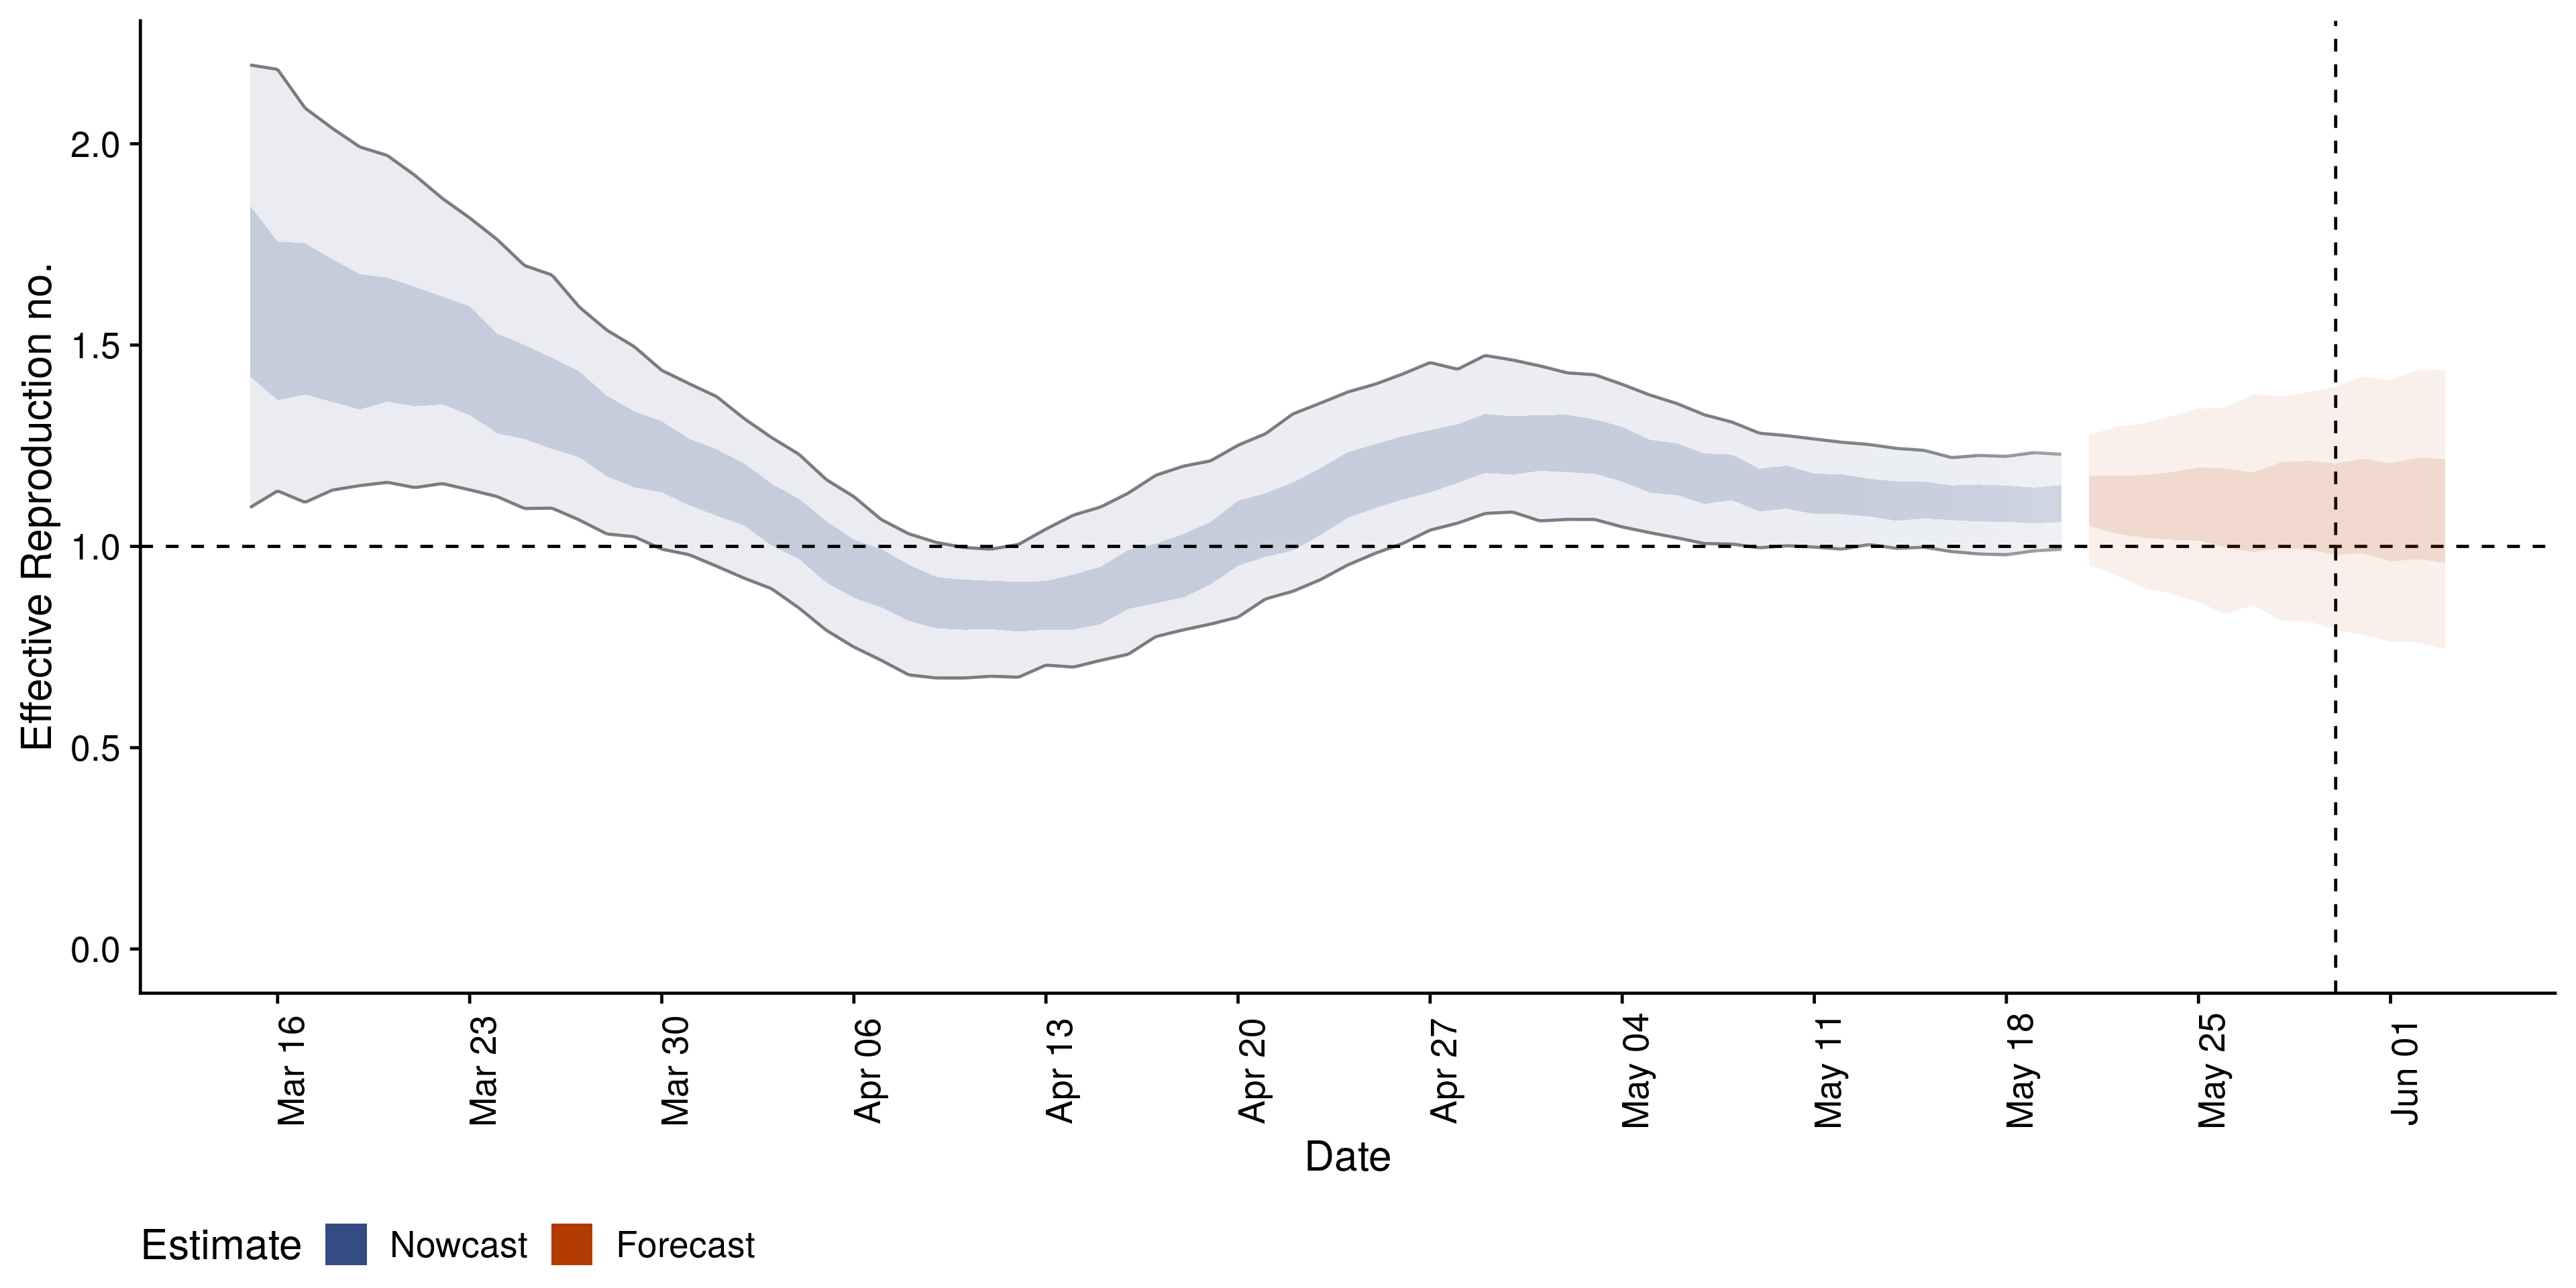 Effective Reproduction no.
2.0
1.5
1.0
0.5
0.0
Mar 16
Mar 23
Mar 30
Apr 06
Apr 13
Apr 20
Apr 27
May 04
May 11
May 18
May 25
Jun 01
Date
Estimate Nowcast Forecast